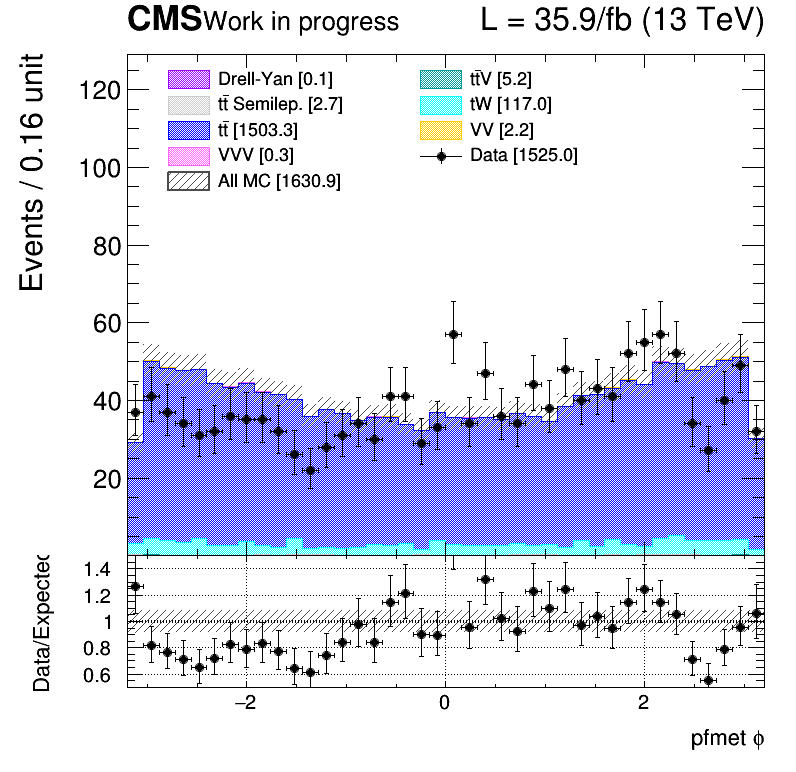 CMS Work in progress L = 35.9/fb (13 TeV)
Events / 0.16 unit
Drell-Yan [0.1]
tt̄ Semilep. [2.7]
tt̄ [1503.3]
VVV [0.3]
All MC [1630.9]
tt̄V [5.2]
tW [117.0]
VV [2.2]
Data [1525.0]
120
100
80
60
40
20
Data/Expected
1.4
1.2
1
0.8
0.6
−2 0 2
pfmet ϕ